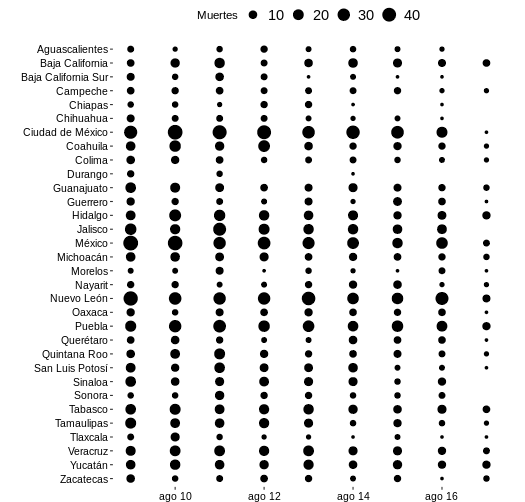 Muertes 10 20 30 40
Aguascalientes
Baja California
Baja California Sur
Campeche
Chiapas
Chihuahua
Ciudad de México
Coahuila
Colima
Durango
Guanajuato
Guerrero
Hidalgo
Jalisco
México
Michoacán
Morelos
Nayarit
Nuevo León
Oaxaca
Puebla
Querétaro
Quintana Roo
San Luis Potosí
Sinaloa
Sonora
Tabasco
Tamaulipas
Tlaxcala
Veracruz
Yucatán
Zacatecas
ago 10 ago 12 ago 14 ago 16